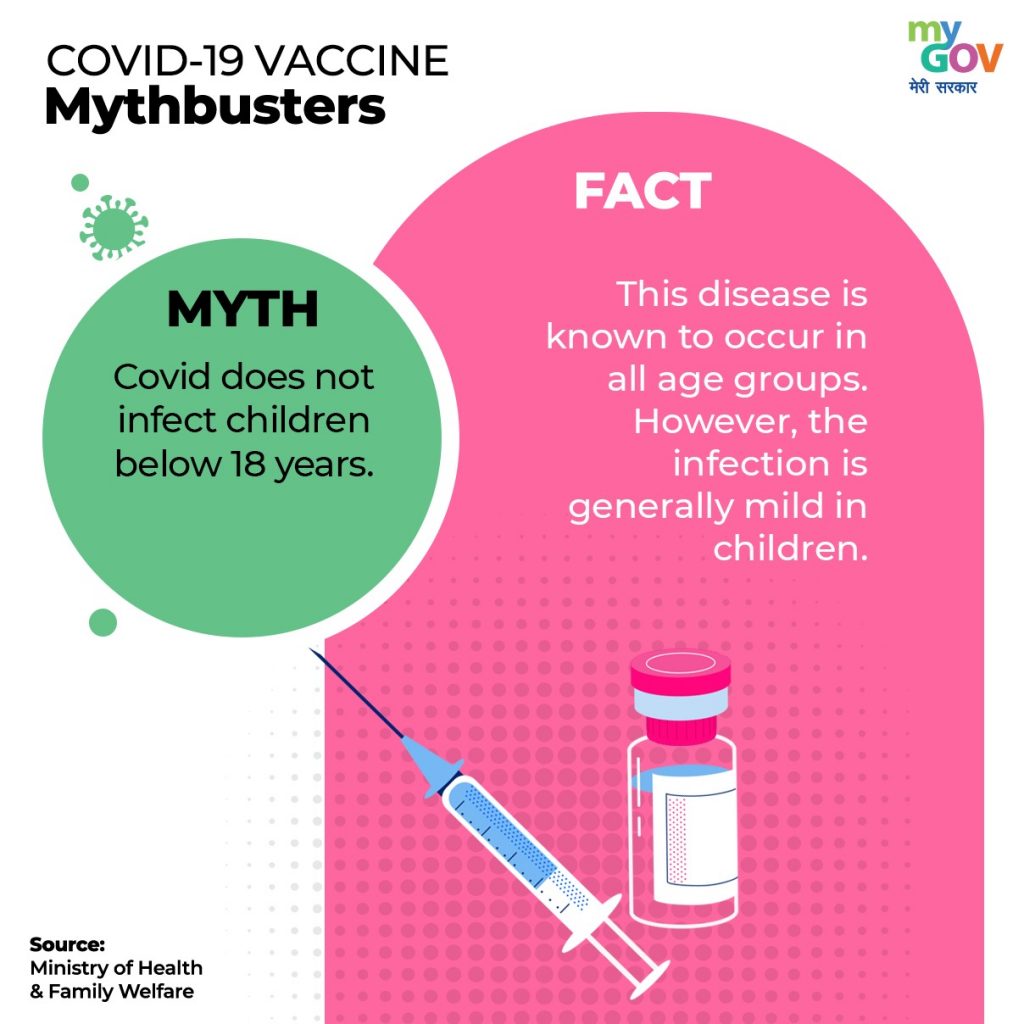 COVID-19 VACCINE
Mythbusters
my
GOV
मेरी सरकार
MYTH
Covid does not
infect children
below 18 years.
FACT
This disease is
known to occur in
all age groups.
However, the
infection is
generally mild in
children.
Source:
Ministry of Health
& Family Welfare